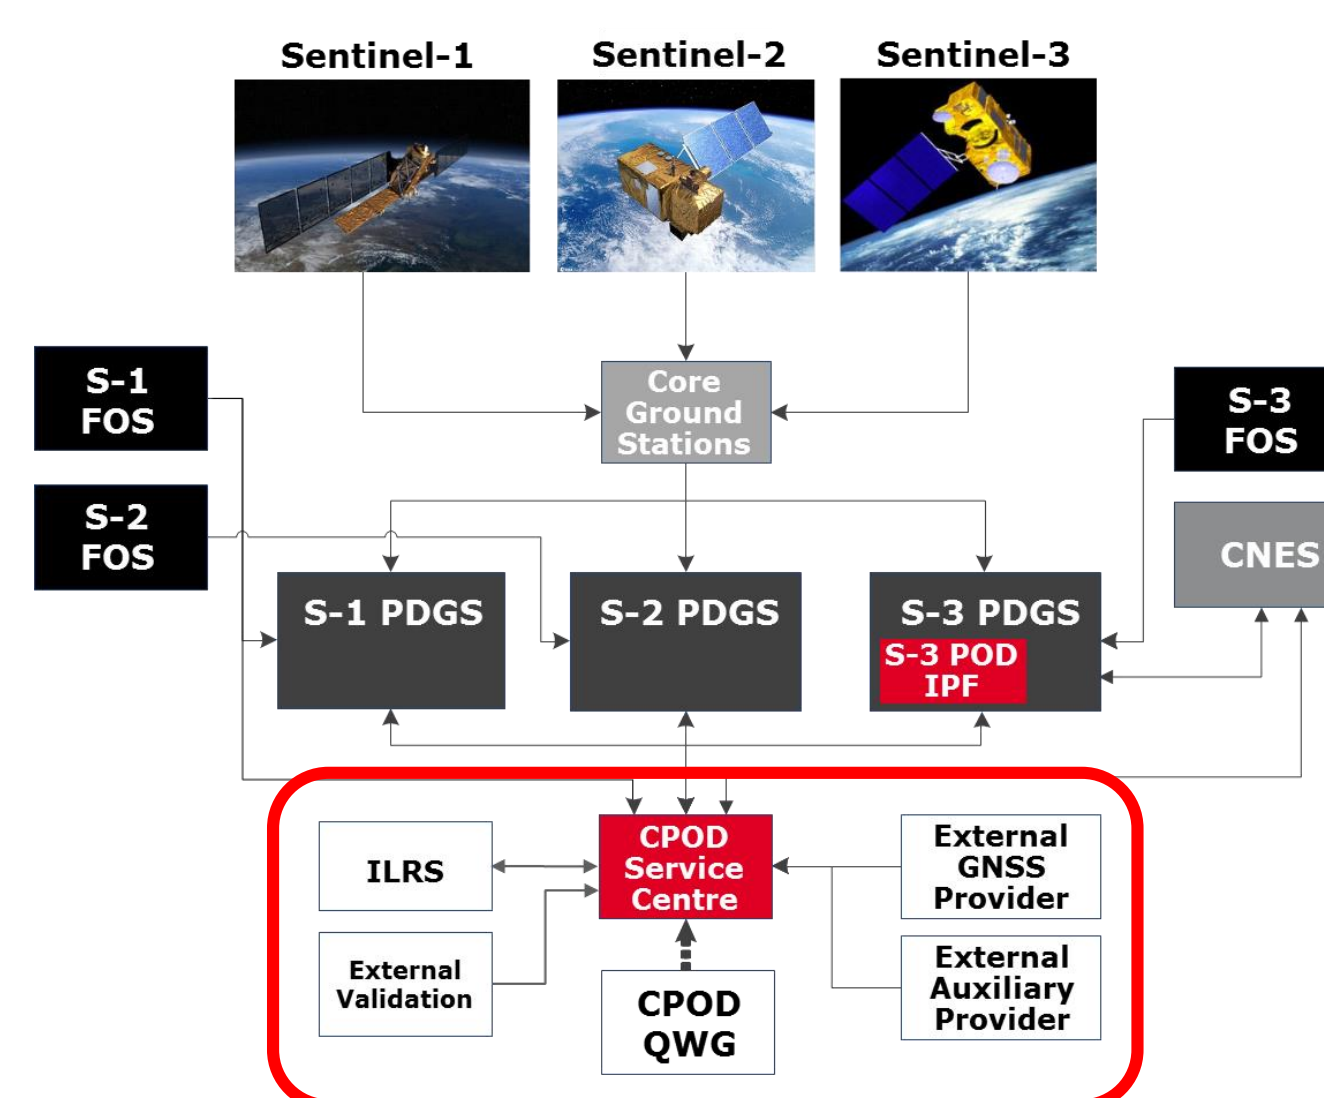 Sentinel-1
Sentinel-2
Sentinel-3
S-1
FOS
Core
Ground
Stations
S-3
FOS
S-2
FOS
CNES
S-1 PDGS
S-2 PDGS
S-3 PDGS
S-3 POD
IPF
ILRS
CPOD
Service
Centre
External
GNSS
Provider
External
Validation
CPOD
QWG
External
Auxiliary
Provider